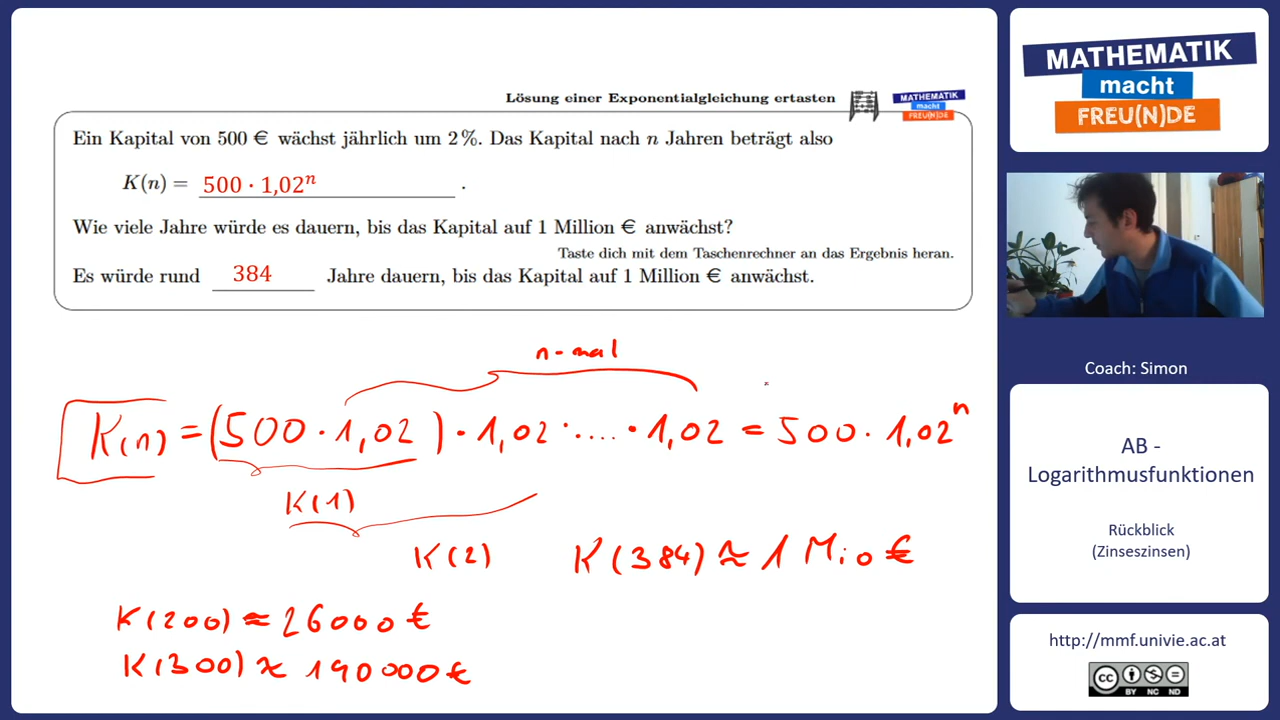 Lösung einer Exponentialgleichung ertasten
MATHEMATIK
macht
FREU(N)DE
Ein Kapital von 500 € wächst jährlich um 2 %. Das Kapital nach n Jahren beträgt also
K(n) = 500 · 1,02ⁿ .
Wie viele Jahre würde es dauern, bis das Kapital auf 1 Million € anwächst?
Taste dich mit dem Taschenrechner an das Ergebnis heran.
Es würde rund 384 Jahre dauern, bis das Kapital auf 1 Million € anwächst.
n-mal
K(n) = (500 · 1,02) · 1,02 · .... · 1,02 = 500 · 1,02ⁿ
K(1)
K(2)
K(384) ≈ 1 Mio €
K(200) ≈ 26000 €
K(300) ≈ 190000 €
MATHEMATIK
macht
FREU(N)DE
Coach: Simon
AB -
Logarithmusfunktionen
Rückblick
(Zinseszinsen)
http://mmf.univie.ac.at
cc
BY NC ND